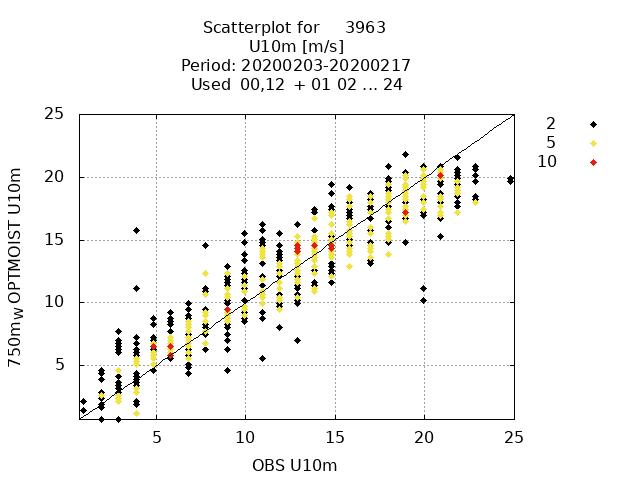 Scatterplot for 3963
U10m [m/s]
Period: 20200203-20200217
Used 00,12 + 01 02 ... 24
2
5
10
25
20
15
10
5
750mW OPTMOIST U10m
5 10 15 20 25
OBS U10m